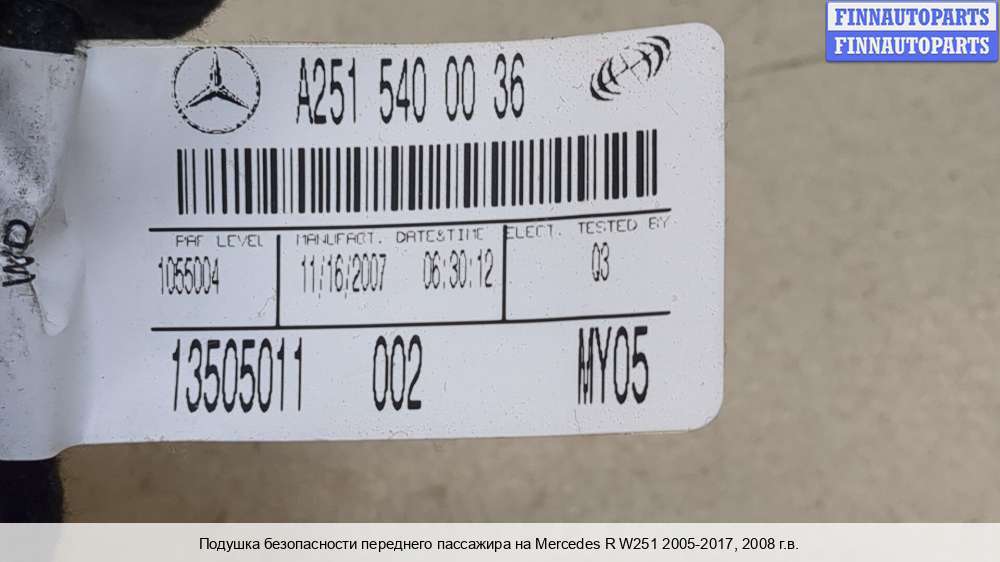 FINNAUTOPARTS
FINNAUTOPARTS
A251 540 00 36
PAF LEVEL MANUFACT. DATE&TIME ELECT. TESTED BY
1055004 11/16/2007 06:30:12 Q3
13505011 002 MY05
Подушка безопасности переднего пассажира на Mercedes R W251 2005-2017, 2008 г.в.